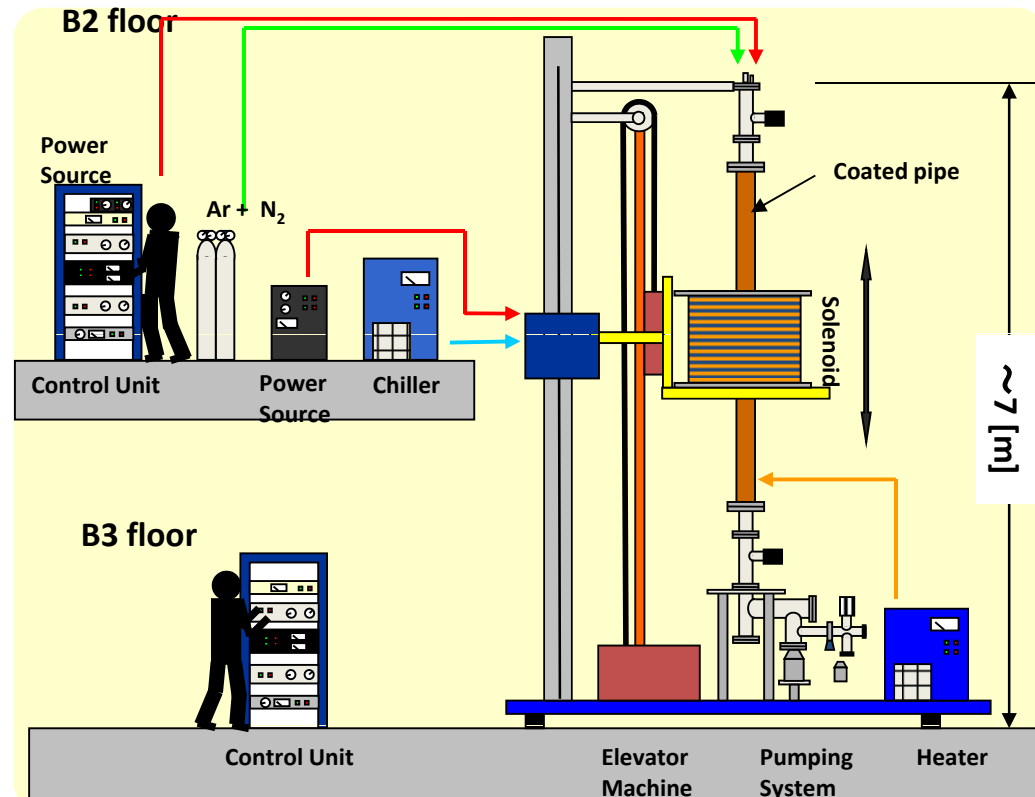 B2 floor
Power
Source
Ar + N₂
Coated pipe
Solenoid
~7 [m]
Control Unit
Power
Source
Chiller
B3 floor
Control Unit
Elevator
Machine
Pumping
System
Heater